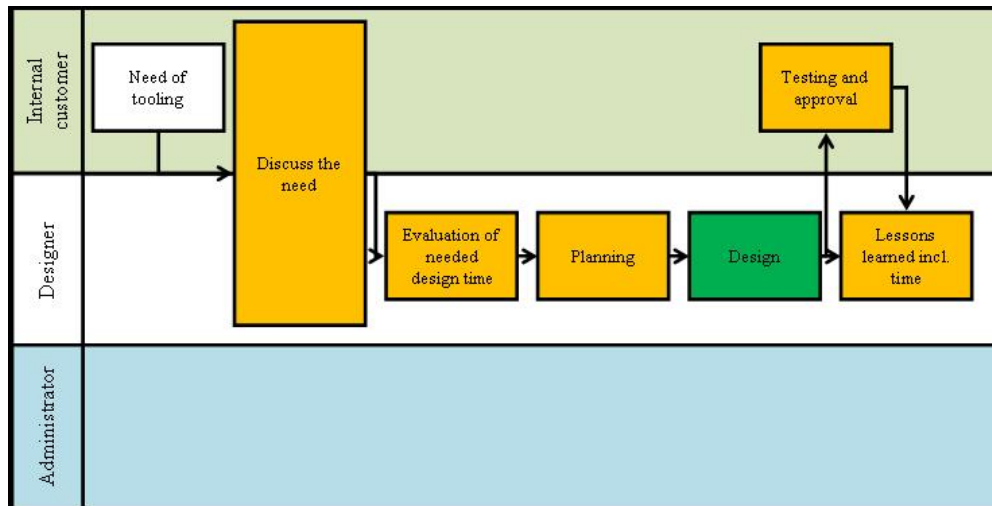 Internal
customer
Need of
tooling
Discuss the
need
Testing and
approval
Designer
Evaluation of
needed
design time
Planning
Design
Lessons
learned incl.
time
Administrator